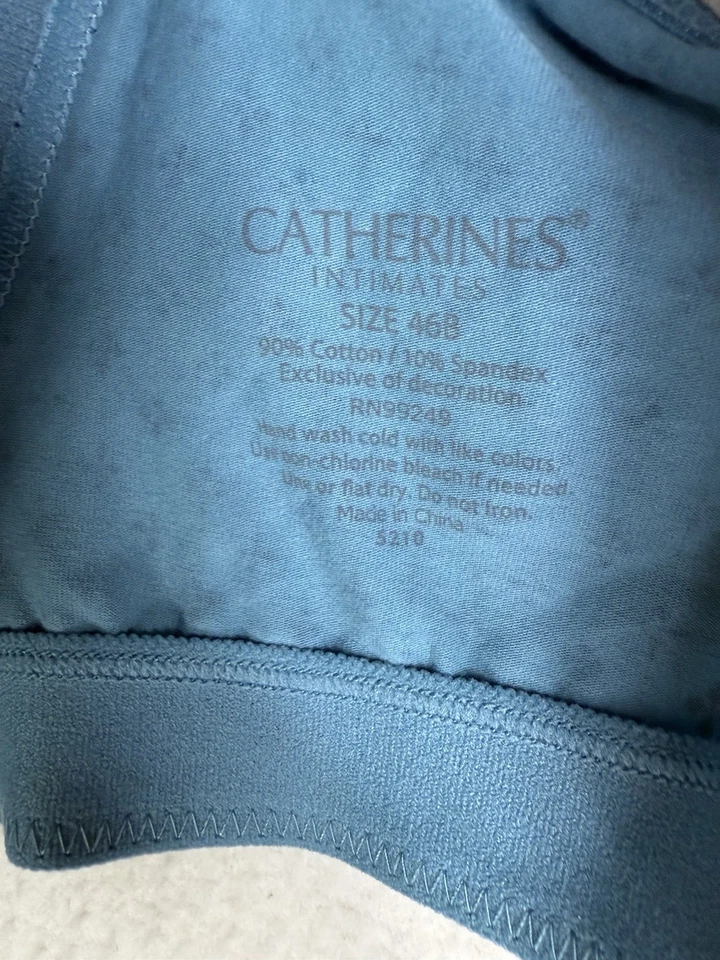 CATHERINES®
INTIMATES
SIZE 46B
90% Cotton / 10% Spandex
Exclusive of decoration.
RN99249
Hand wash cold with like colors.
Use non-chlorine bleach if needed.
Line or flat dry. Do not iron.
Made in China
5210